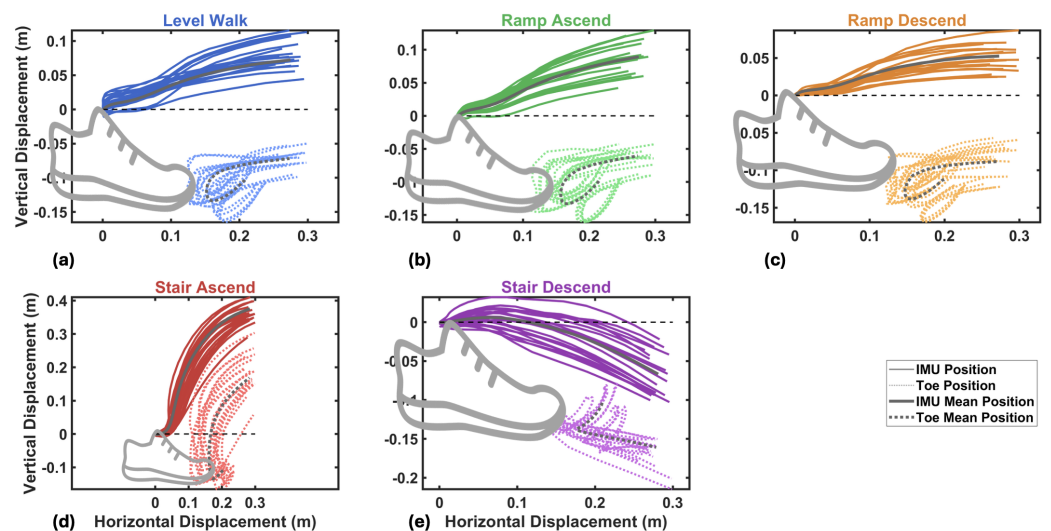 Level Walk
Ramp Ascend
Ramp Descend
Vertical Displacement (m)
0.1
0.05
0
-0.05
-0.1
-0.15
0 0.1 0.2 0.3
0.1
0.05
0
-0.05
-0.1
-0.15
0 0.1 0.2 0.3
0.1
0.05
0
0.05
-0.1
0 0.1 0.2 0.3
(a)
(b)
(c)
Stair Ascend
Stair Descend
Vertical Displacement (m)
0.4
0.3
0.2
0.1
0
-0.1
0 0.1 0.2 0.3
0
-0.05
-0.15
-0.2
0 0.1 0.2 0.3
IMU Position
Toe Position
IMU Mean Position
Toe Mean Position
(d) Horizontal Displacement (m)
(e) Horizontal Displacement (m)